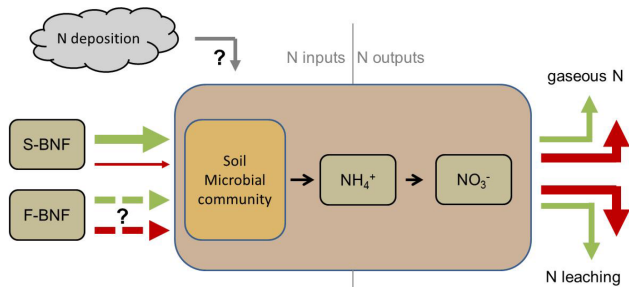 N deposition
?
N inputs
N outputs
gaseous N
S-BNF
F-BNF
?
Soil
Microbial
community
NH₄⁺
NO₃⁻
N leaching